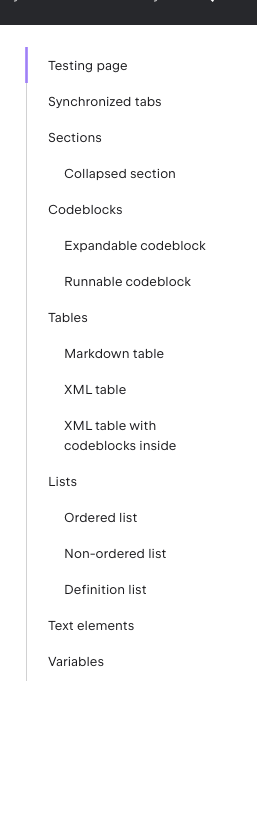 Testing page
Synchronized tabs
Sections
Collapsed section
Codeblocks
Expandable codeblock
Runnable codeblock
Tables
Markdown table
XML table
XML table with
codeblocks inside
Lists
Ordered list
Non-ordered list
Definition list
Text elements
Variables